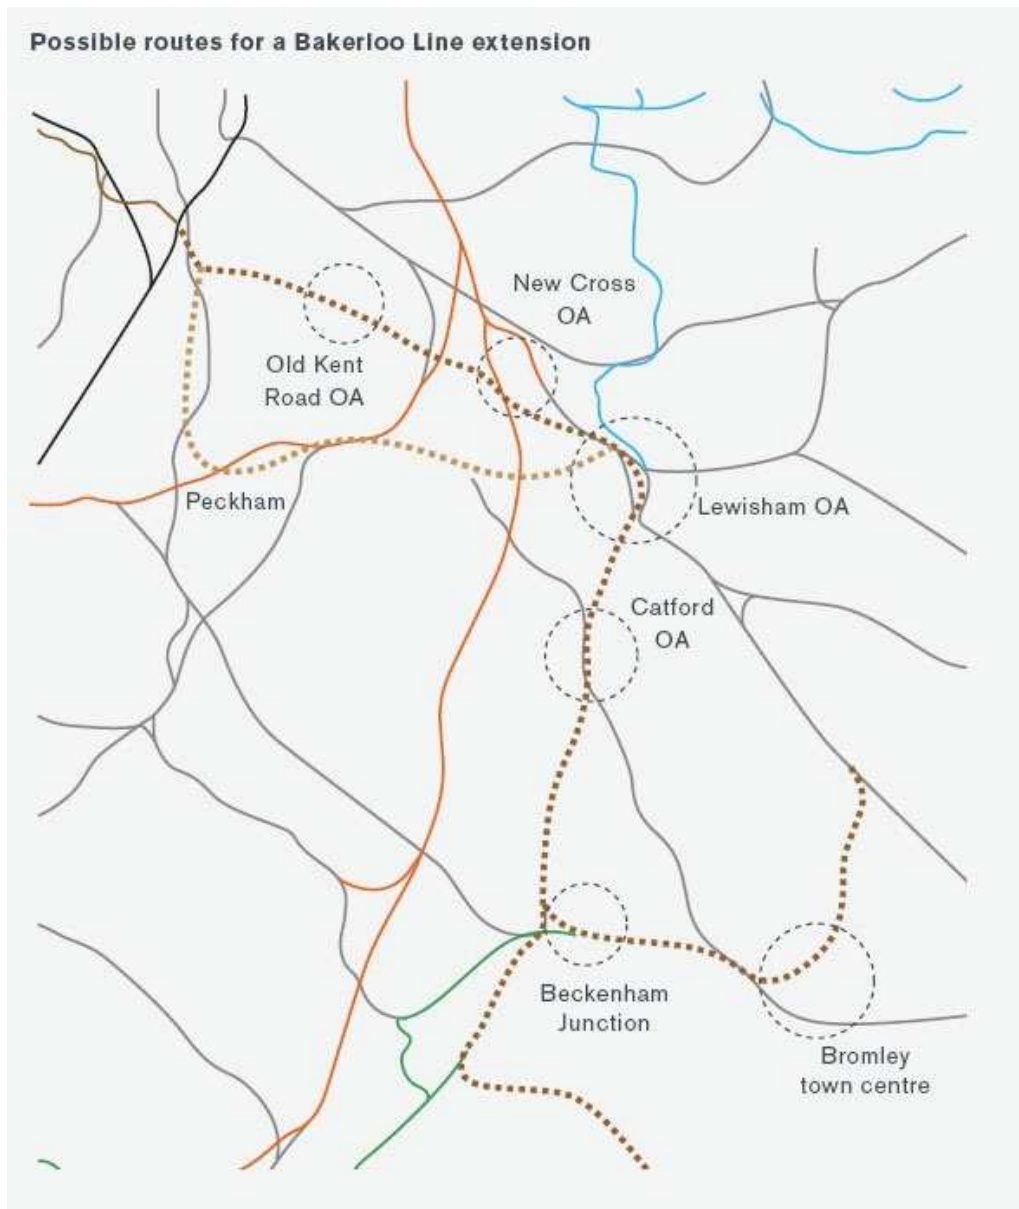 Possible routes for a Bakerloo Line extension
New Cross
OA
Old Kent
Road OA
Peckham
Lewisham OA
Catford
OA
Beckenham
Junction
Bromley
town centre